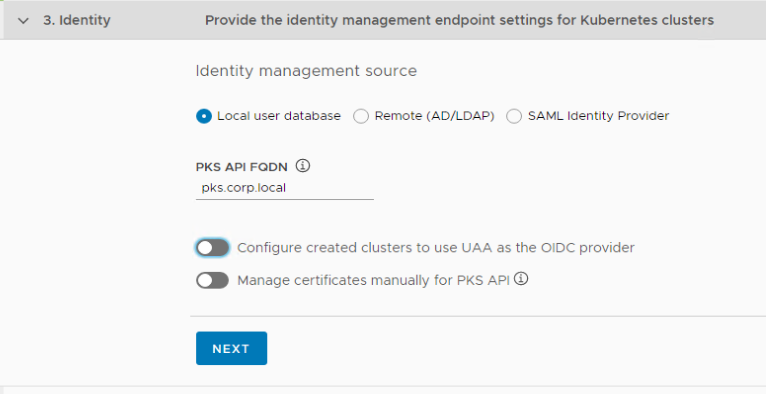 3. Identity Provide the identity management endpoint settings for Kubernetes clusters
Identity management source
Local user database Remote (AD/LDAP) SAML Identity Provider
PKS API FQDN
pks.corp.local
Configure created clusters to use UAA as the OIDC provider
Manage certificates manually for PKS API
NEXT